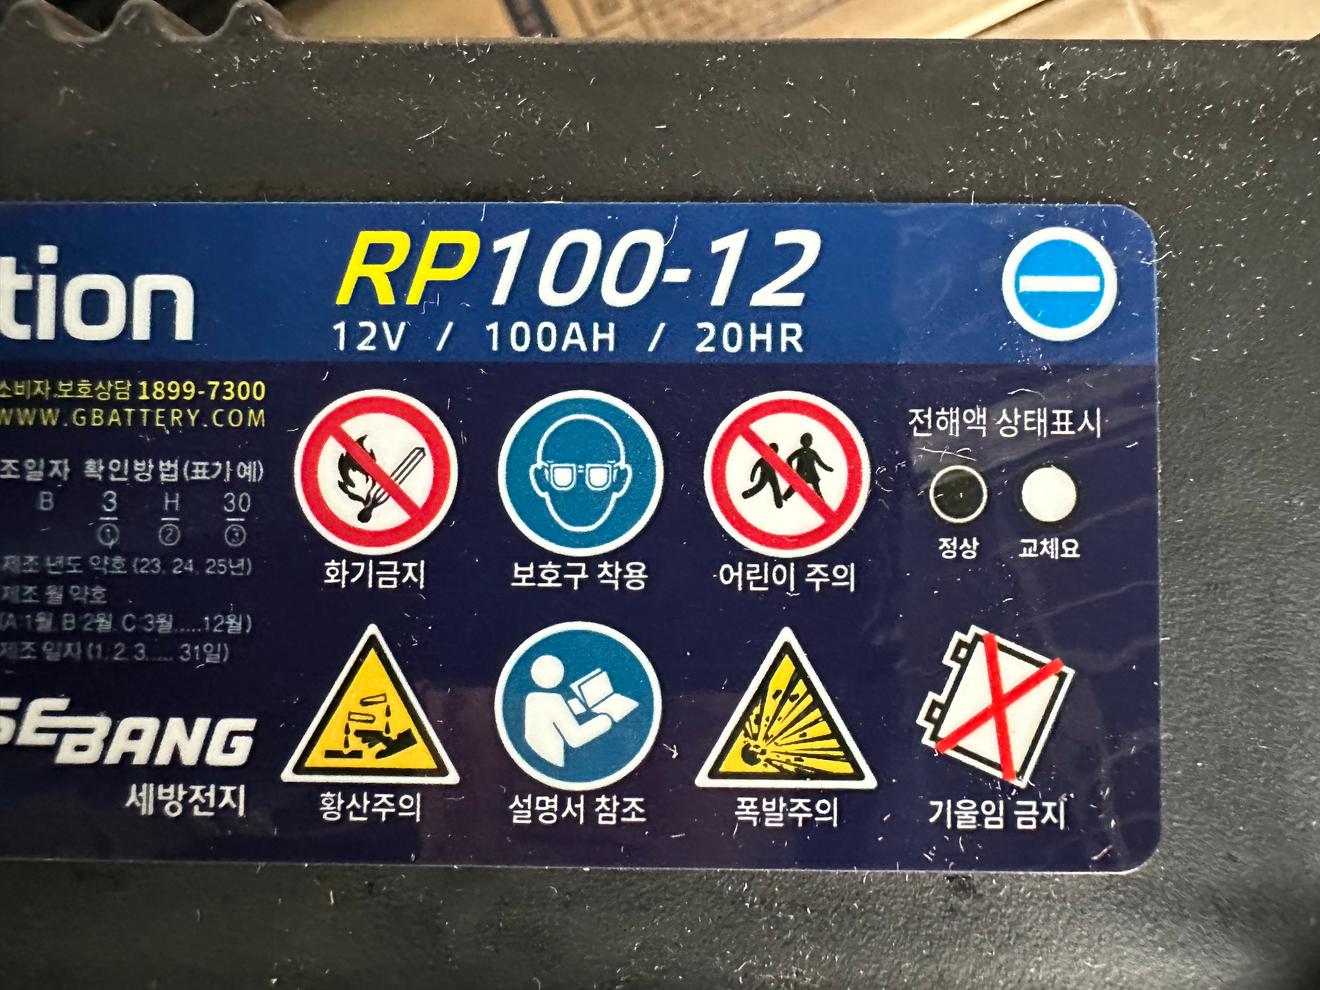 tion
RP100-12
12V / 100AH / 20HR
소비자 보호상담 1899-7300
WWW.GBATTERY.COM
조일자 확인방법(표기 예)
B 3 H 30
① ② ③
제조 년도 약호 (23, 24, 25년)
제조 월 약호
(A:1월, B:2월, C:3월.....12월)
제조 일자 (1. 2. 3..... 31일)
SEBANG
세방전지
화기금지
보호구 착용
어린이 주의
전해액 상태표시
정상
교체요
황산주의
설명서 참조
폭발주의
기울임 금지